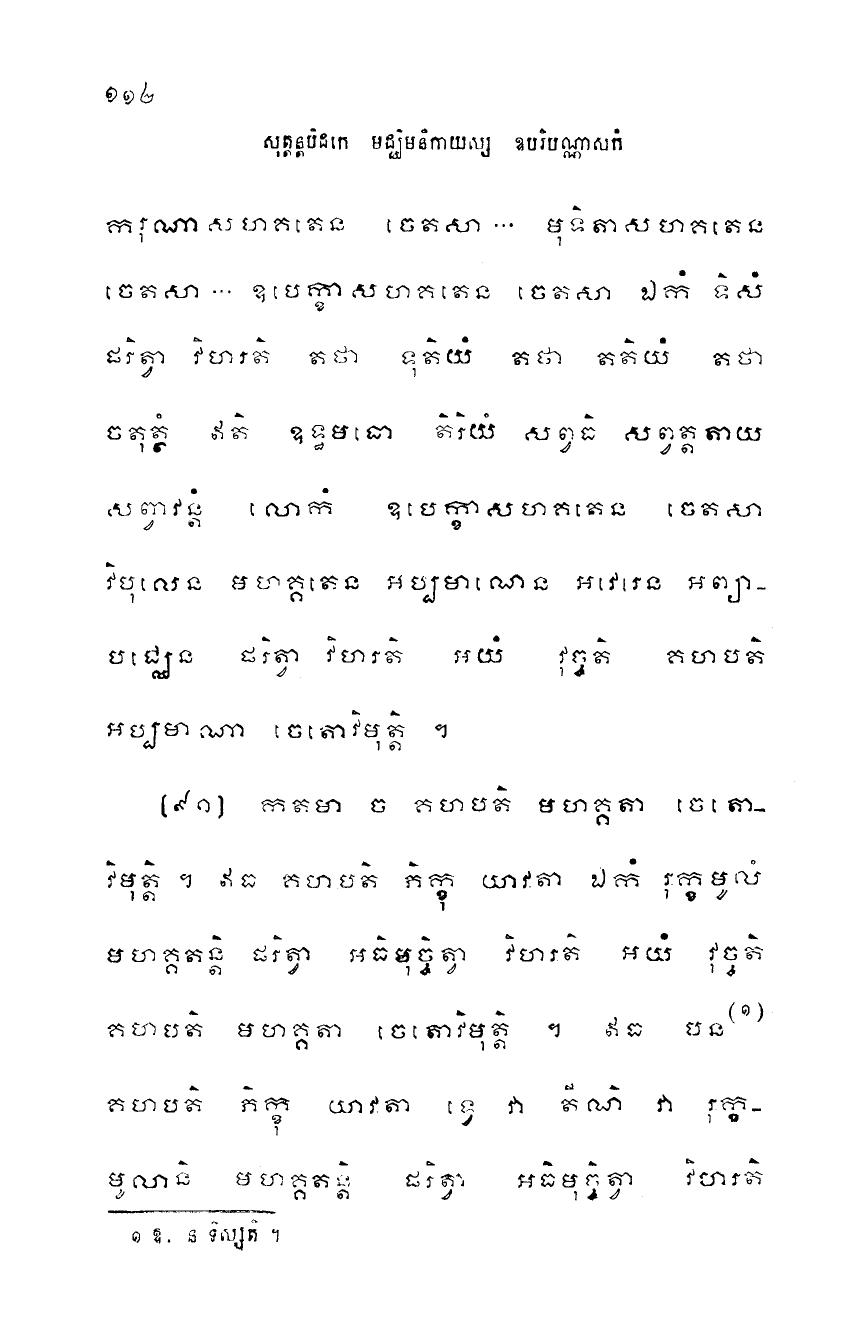 ១១៤
សុត្តន្តបិដកេ មជ្ឈិមនិកាយស្ស ឧបរិបណ្ណាសកំ
ករុណាសហគតេន ចេតសា… មុទិតាសហគតេន
ចេតសា… ឧបេក្ខាសហគតេន ចេតសា ឯកំ ទិសំ
ផរិត្វា វិហរតិ តថា ទុតិយំ តថា តតិយំ តថា
ចតុត្ថំ ឥតិ ឧទ្ធមធោ តិរិយំ សព្វធិ សព្វត្តតាយ
សព្វាវន្តំ លោកំ ឧបេក្ខាសហគតេន ចេតសា
វិបុលេន មហគ្គតេន អប្បមាណេន អវេរេន អព្យា-
បជ្ឈេន ផរិត្វា វិហរតិ អយំ វុច្ចតិ គហបតិ
អប្បមាណា ចេតោវិមុត្តិ ។
(៩១) កតមា ច គហបតិ មហគ្គតា ចេតោ-
វិមុត្តិ ។ ឥធ គហបតិ ភិក្ខុ យាវតា ឯកំ រុក្ខមូលំ
មហគ្គតន្តិ ផរិត្វា អធិមុច្ចិត្វា វិហរតិ អយំ វុច្ចតិ
គហបតិ មហគ្គតា ចេតោវិមុត្តិ ។ ឥធ បន(១)
គហបតិ ភិក្ខុ យាវតា ទ្វេ វា តីណិ វា រុក្ខ-
មូលានិ មហគ្គតន្តិ ផរិត្វា អធិមុច្ចិត្វា វិហរតិ
១ ឱ. ន ទិស្សតិ ។